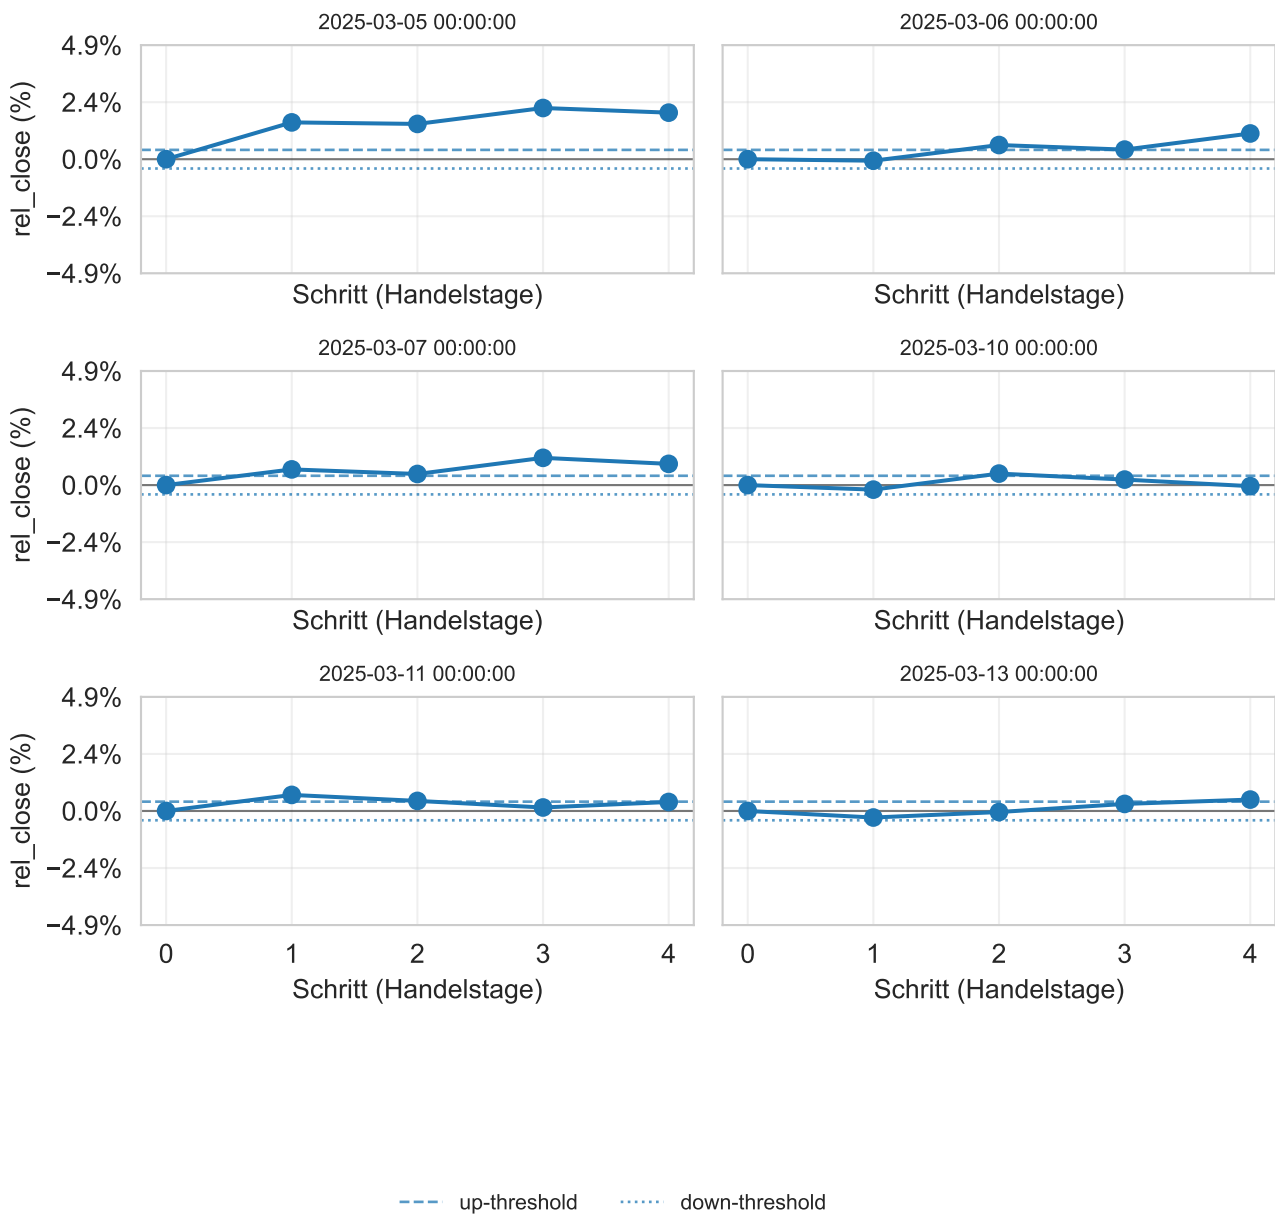 2025-03-05 00:00:00
2025-03-06 00:00:00
4.9%
2.4%
0.0%
−2.4%
−4.9%
rel_close (%)
Schritt (Handelstage)
Schritt (Handelstage)
2025-03-07 00:00:00
2025-03-10 00:00:00
4.9%
2.4%
0.0%
−2.4%
−4.9%
rel_close (%)
Schritt (Handelstage)
Schritt (Handelstage)
2025-03-11 00:00:00
2025-03-13 00:00:00
4.9%
2.4%
0.0%
−2.4%
−4.9%
rel_close (%)
0 1 2 3 4
0 1 2 3 4
Schritt (Handelstage)
Schritt (Handelstage)
up-threshold
down-threshold